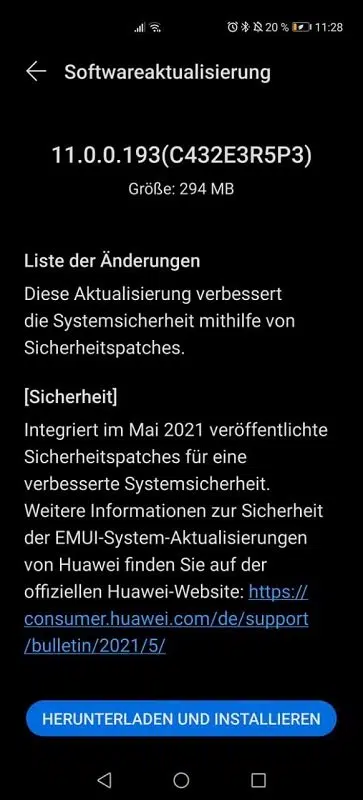 20 % 11:28
Softwareaktualisierung
11.0.0.193(C432E3R5P3)
Größe: 294 MB
Liste der Änderungen
Diese Aktualisierung verbessert
die Systemsicherheit mithilfe von
Sicherheitspatches.
[Sicherheit]
Integriert im Mai 2021 veröffentlichte
Sicherheitspatches für eine
verbesserte Systemsicherheit.
Weitere Informationen zur Sicherheit
der EMUI-System-Aktualisierungen
von Huawei finden Sie auf der
offiziellen Huawei-Website: https://
consumer.huawei.com/de/support
/bulletin/2021/5/
HERUNTERLADEN UND INSTALLIEREN